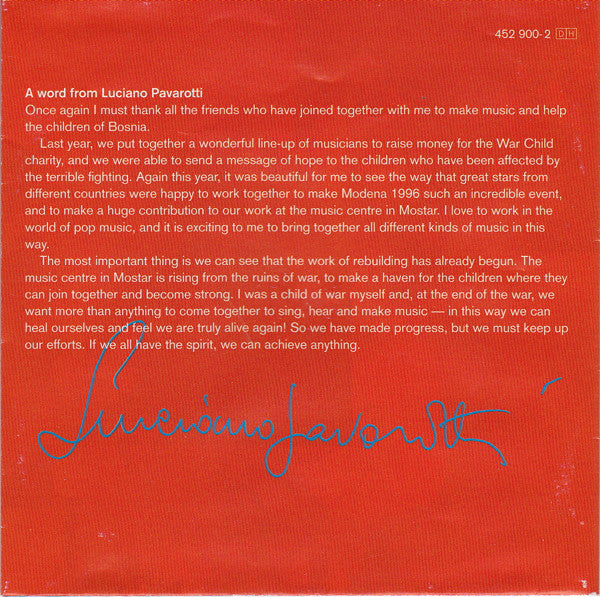 452 900-2 DH
A word from Luciano Pavarotti
Once again I must thank all the friends who have joined together with me to make music and help
the children of Bosnia.
Last year, we put together a wonderful line-up of musicians to raise money for the War Child
charity, and we were able to send a message of hope to the children who have been affected by
the terrible fighting. Again this year, it was beautiful for me to see the way that great stars from
different countries were happy to work together to make Modena 1996 such an incredible event,
and to make a huge contribution to our work at the music centre in Mostar. I love to work in the
world of pop music, and it is exciting to me to bring together all different kinds of music in this
way.
The most important thing is we can see that the work of rebuilding has already begun. The
music centre in Mostar is rising from the ruins of war, to make a haven for the children where they
can join together and become strong. I was a child of war myself and, at the end of the war, we
want more than anything to come together to sing, hear and make music — in this way we can
heal ourselves and feel we are truly alive again! So we have made progress, but we must keep up
our efforts. If we all have the spirit, we can achieve anything.
Luciano Pavarotti